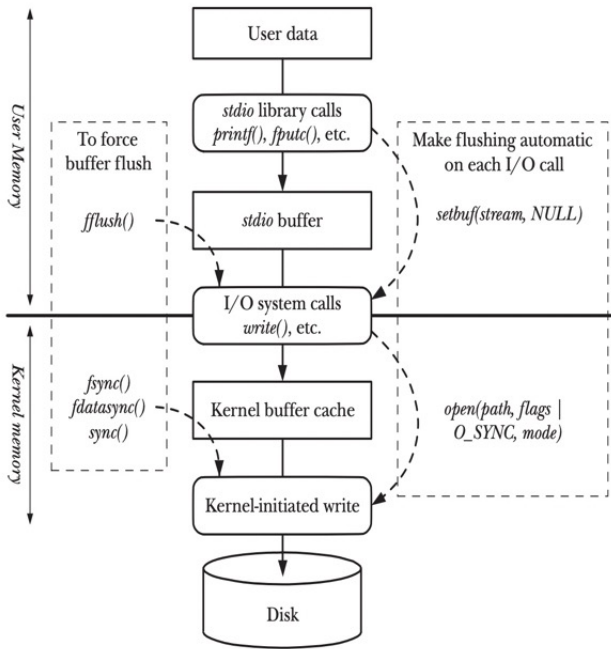 User data
User Memory
stdio library calls
printf(), fputc(), etc.
To force
buffer flush
Make flushing automatic
on each I/O call
fflush()
stdio buffer
setbuf(stream, NULL)
I/O system calls
write(), etc.
Kernel memory
fsync()
fdatasync()
sync()
Kernel buffer cache
open(path, flags |
O_SYNC, mode)
Kernel-initiated write
Disk